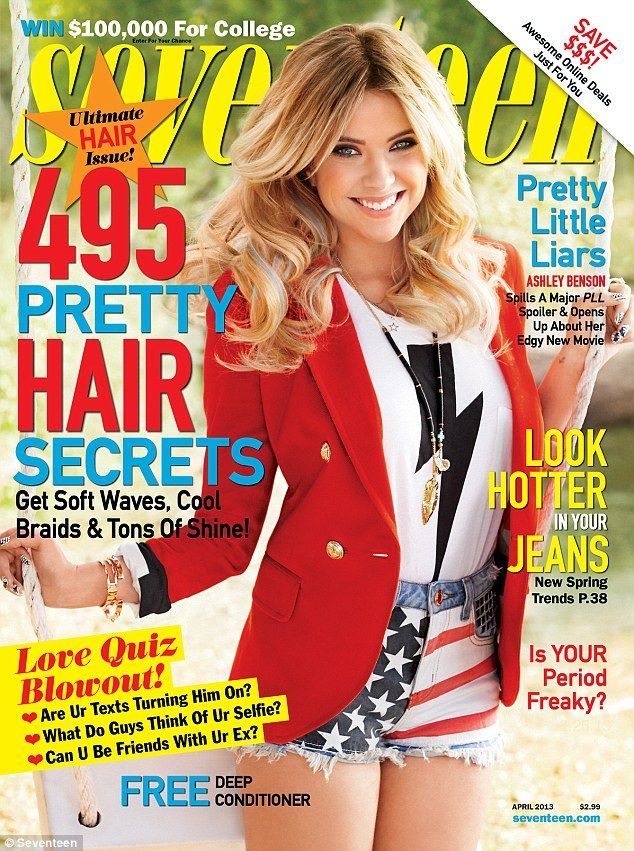 WIN $100,000 For College
Enter For Your Chance
seventeen
SAVE
$$$!
Awesome Online Deals
Just For You
Ultimate
HAIR
Issue!
495
PRETTY
HAIR
SECRETS
Get Soft Waves, Cool
Braids & Tons Of Shine!
Pretty
Little
Liars
ASHLEY BENSON
Spills A Major PLL
Spoiler & Opens
Up About Her
Edgy New Movie
LOOK
HOTTER
IN YOUR
JEANS
New Spring
Trends P.38
Is YOUR
Period
Freaky?
Love Quiz
Blowout!
Are Ur Texts Turning Him On?
What Do Guys Think Of Ur Selfie?
Can U Be Friends With Ur Ex?
FREE DEEP
CONDITIONER
APRIL 2013 $2.99
seventeen.com
© Seventeen